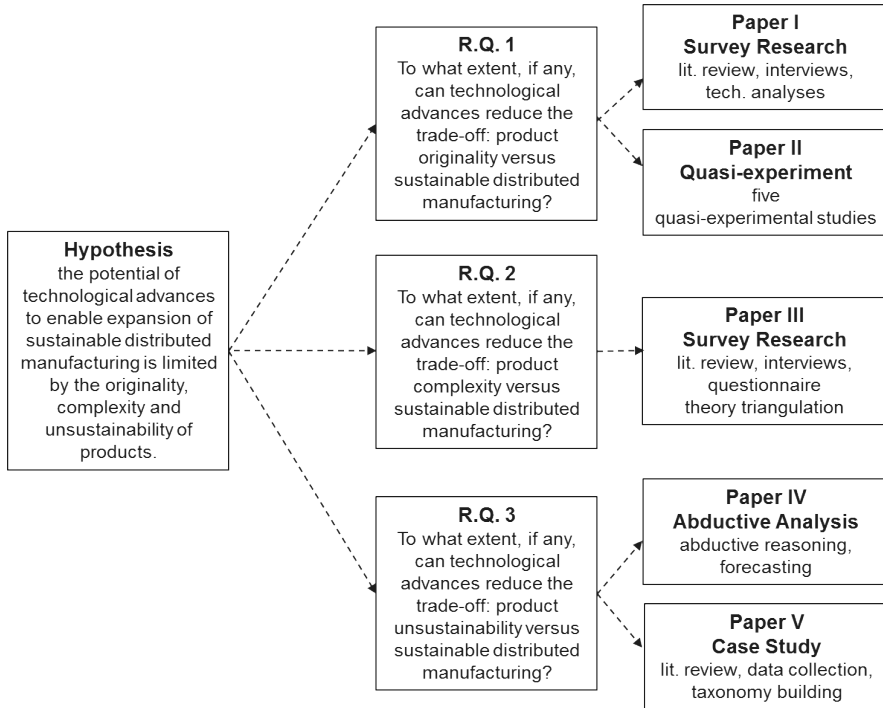 Hypothesis
the potential of
technological advances
to enable expansion of
sustainable distributed
manufacturing is limited
by the originality,
complexity and
unsustainability of
products.
R.Q. 1
To what extent, if any,
can technological
advances reduce the
trade-off: product
originality versus
sustainable distributed
manufacturing?
R.Q. 2
To what extent, if any,
can technological
advances reduce the
trade-off: product
complexity versus
sustainable distributed
manufacturing?
R.Q. 3
To what extent, if any,
can technological
advances reduce the
trade-off: product
unsustainability versus
sustainable distributed
manufacturing?
Paper I
Survey Research
lit. review, interviews,
tech. analyses
Paper II
Quasi-experiment
five
quasi-experimental studies
Paper III
Survey Research
lit. review, interviews,
questionnaire
theory triangulation
Paper IV
Abductive Analysis
abductive reasoning,
forecasting
Paper V
Case Study
lit. review, data collection,
taxonomy building